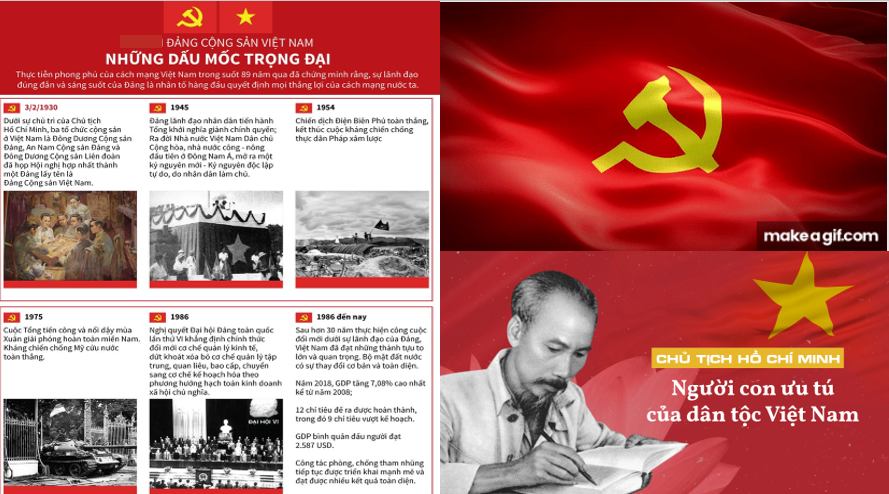 ĐẢNG CỘNG SẢN VIỆT NAM
NHỮNG DẤU MỐC TRỌNG ĐẠI
Thực tiễn phong phú của cách mạng Việt Nam trong suốt 89 năm qua đã chứng minh rằng, sự lãnh đạo
đúng đắn và sáng suốt của Đảng là nhân tố hàng đầu quyết định mọi thắng lợi của cách mạng nước ta.
3/2/1930
Dưới sự chủ trì của Chủ tịch
Hồ Chí Minh, ba tổ chức cộng sản
ở Việt Nam là Đông Dương Cộng sản
Đảng, An Nam Cộng sản Đảng và
Đông Dương Cộng sản Liên đoàn
đã họp Hội nghị hợp nhất thành
một Đảng lấy tên là
Đảng Cộng sản Việt Nam.
1945
Đảng lãnh đạo nhân dân tiến hành
Tổng khởi nghĩa giành chính quyền;
Ra đời Nhà nước Việt Nam Dân chủ
Cộng hòa, nhà nước công - nông
đầu tiên ở Đông Nam Á, mở ra một
kỷ nguyên mới - Kỷ nguyên độc lập
tự do, do nhân dân làm chủ.
1954
Chiến dịch Điện Biên Phủ toàn thắng,
kết thúc cuộc kháng chiến chống
thực dân Pháp xâm lược
1975
Cuộc Tổng tiến công và nổi dậy mùa
Xuân giải phóng hoàn toàn miền Nam.
Kháng chiến chống Mỹ cứu nước
toàn thắng.
1986
Nghị quyết Đại hội Đảng toàn quốc
lần thứ VI khẳng định chính thức
đổi mới cơ chế quản lý kinh tế,
dứt khoát xóa bỏ cơ chế quản lý tập
trung, quan liêu, bao cấp, chuyển
sang cơ chế kế hoạch hóa theo
phương hướng hạch toán kinh doanh
xã hội chủ nghĩa.
ĐẠI HỘI VI
1986 đến nay
Sau hơn 30 năm thực hiện công cuộc
đổi mới dưới sự lãnh đạo của Đảng,
Việt Nam đã đạt những thành tựu to
lớn và quan trọng. Bộ mặt đất nước
có sự thay đổi cơ bản và toàn diện.
Năm 2018, GDP tăng 7,08% cao nhất
kể từ năm 2008;
12 chỉ tiêu đề ra được hoàn thành,
trong đó 9 chỉ tiêu vượt kế hoạch.
GDP bình quân đầu người đạt
2.587 USD.
Công tác phòng, chống tham nhũng
tiếp tục được triển khai mạnh mẽ và
đạt được nhiều kết quả toàn diện.
makeagif.com
CHỦ TỊCH HỒ CHÍ MINH
Người con ưu tú
của dân tộc Việt Nam